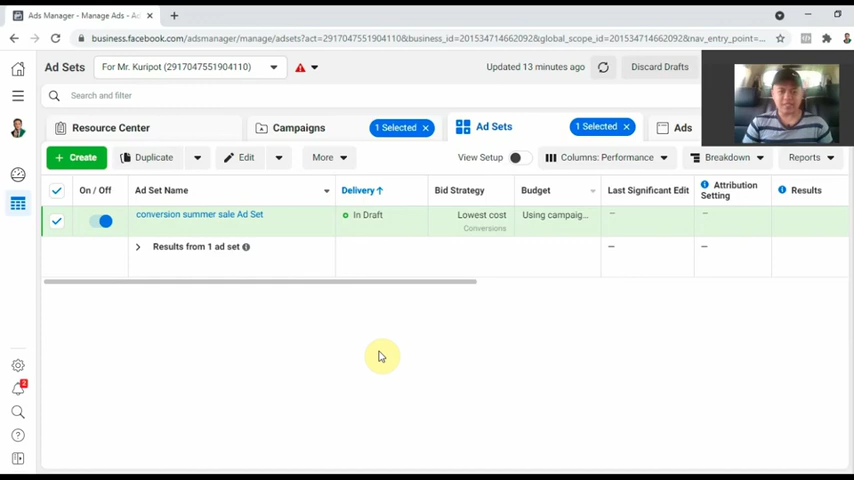 Ads Manager - Manage Ads - Ad
business.facebook.com/adsmanager/manage/adsets?act=2917047551904110&business_id=201534714662092&global_scope_id=201534714662092&nav_entry_point=...
Ad Sets
For Mr. Kuripot (2917047551904110)
Updated 13 minutes ago
Discard Drafts
Search and filter
Resource Center
Campaigns
1 Selected
Ad Sets
1 Selected
Ads
+ Create
Duplicate
Edit
More
View Setup
Columns: Performance
Breakdown
Reports
On / Off
Ad Set Name
Delivery ↑
Bid Strategy
Budget
Last Significant Edit
Attribution Setting
Results
conversion summer sale Ad Set
In Draft
Lowest cost
Conversions
Using campaig...
—
—
Results from 1 ad set
—
—
2